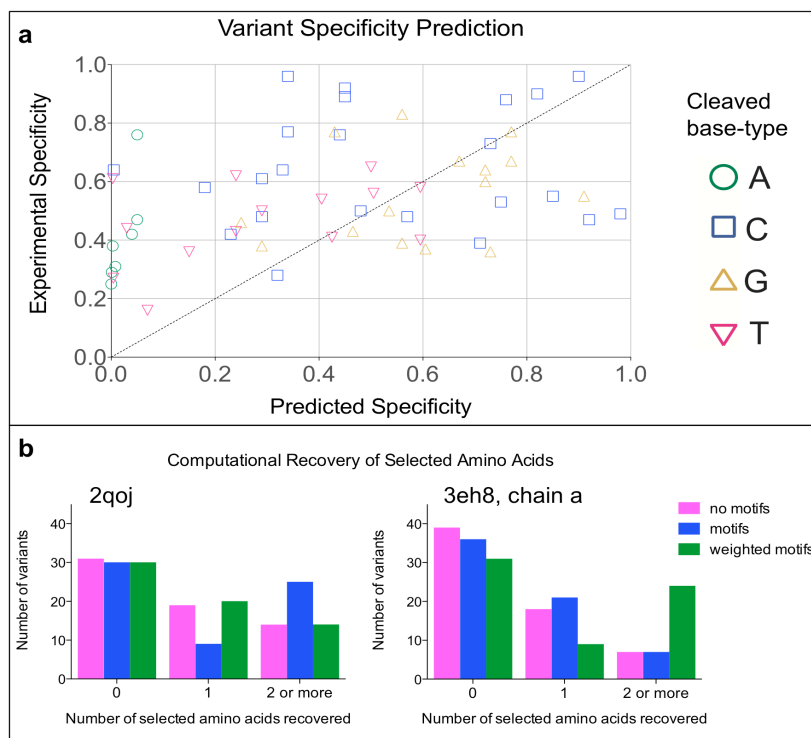 a
Variant Specificity Prediction
1.0
0.8
0.6
0.4
0.2
0.0
Experimental Specificity
0.0 0.2 0.4 0.6 0.8 1.0
Predicted Specificity
Cleaved
base-type
A
C
G
T
b
Computational Recovery of Selected Amino Acids
2qoj
40
30
20
10
0
Number of variants
0 1 2 or more
Number of selected amino acids recovered
3eh8, chain a
40
30
20
10
0
Number of variants
0 1 2 or more
Number of selected amino acids recovered
no motifs
motifs
weighted motifs